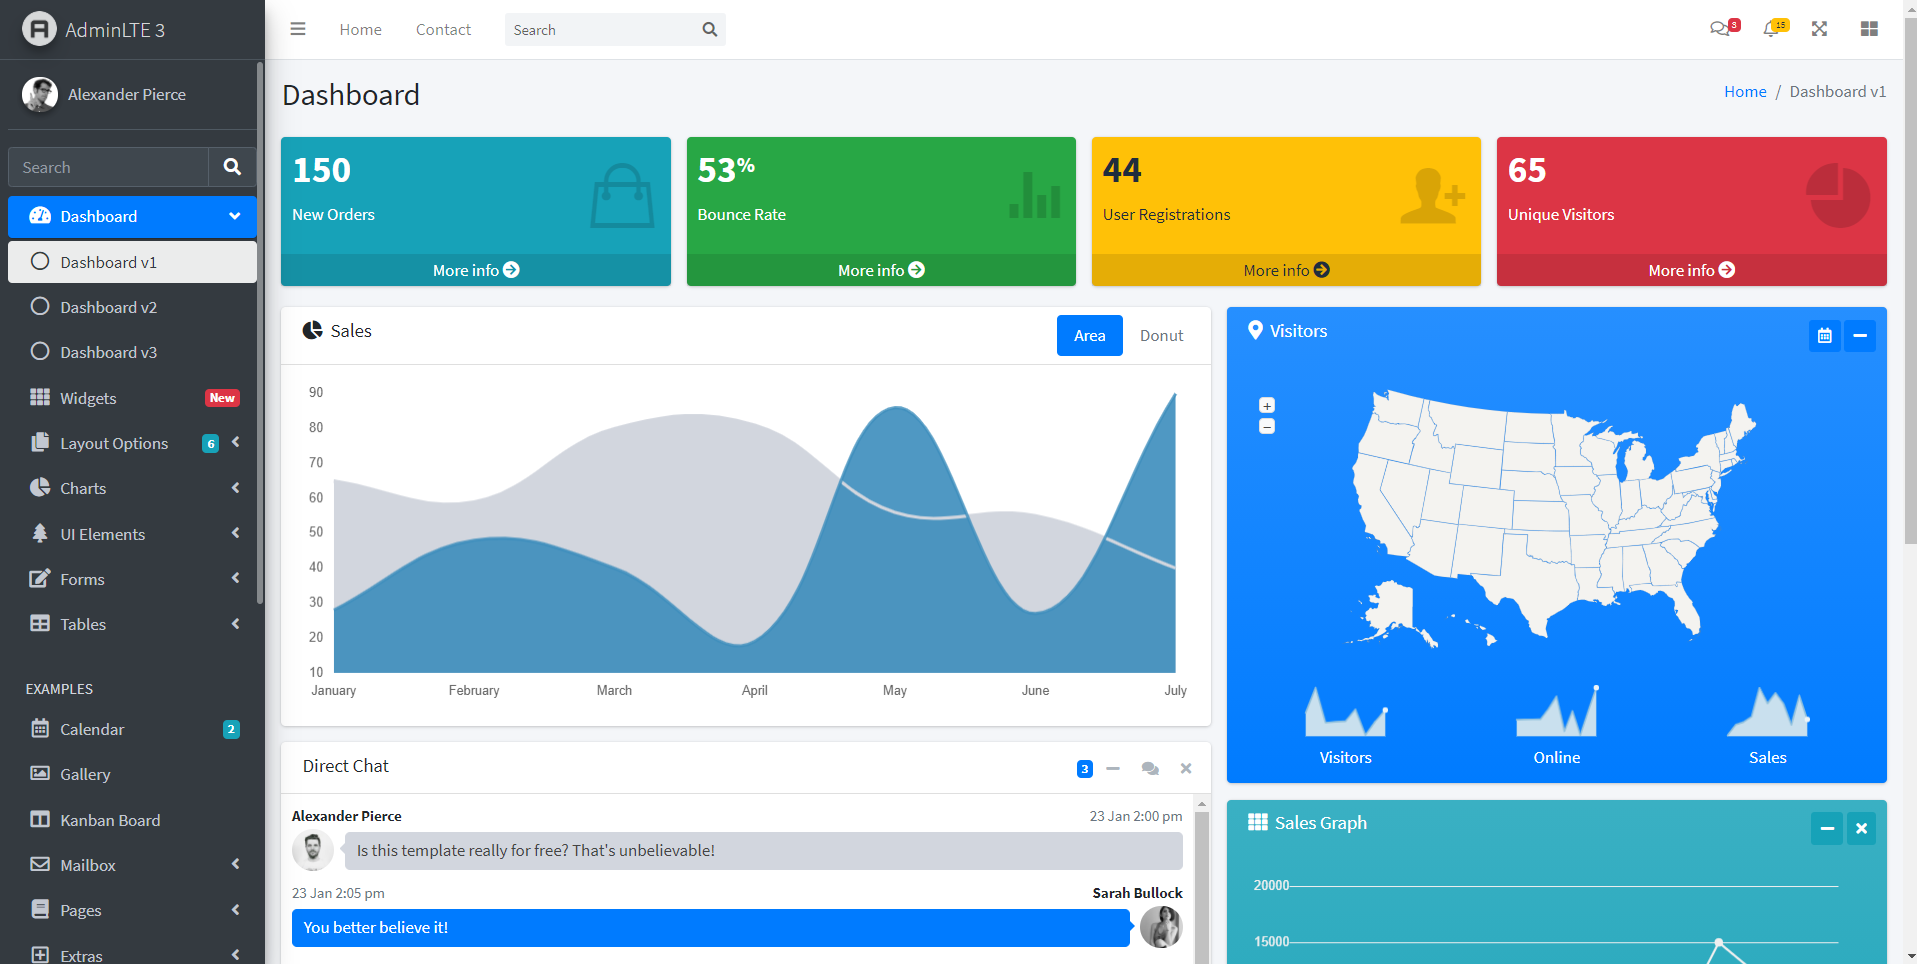 AdminLTE 3
Alexander Pierce
Search
Dashboard
Dashboard v1
Dashboard v2
Dashboard v3
Widgets New
Layout Options 6
Charts
UI Elements
Forms
Tables
EXAMPLES
Calendar 2
Gallery
Kanban Board
Mailbox
Pages
Extras
Home Contact Search 3 15
Dashboard
Home / Dashboard v1
150
New Orders
More info
53%
Bounce Rate
More info
44
User Registrations
More info
65
Unique Visitors
More info
Sales
Area Donut
90
80
70
60
50
40
30
20
10
January February March April May June July
Visitors
+
−
Visitors Online Sales
Direct Chat 3
Alexander Pierce 23 Jan 2:00 pm
Is this template really for free? That's unbelievable!
23 Jan 2:05 pm Sarah Bullock
You better believe it!
Sales Graph
20000
15000